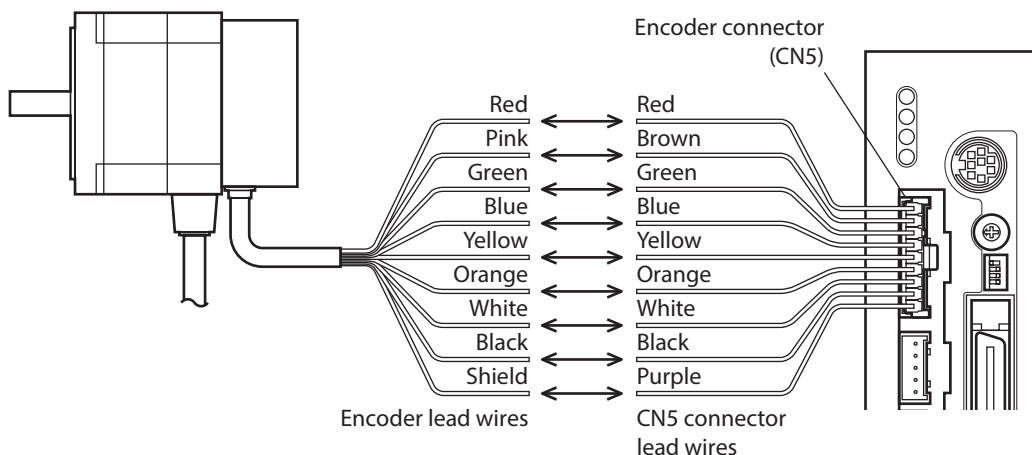 Encoder connector
(CN5)
Red Red
Pink Brown
Green Green
Blue Blue
Yellow Yellow
Orange Orange
White White
Black Black
Shield Purple
Encoder lead wires CN5 connector
lead wires